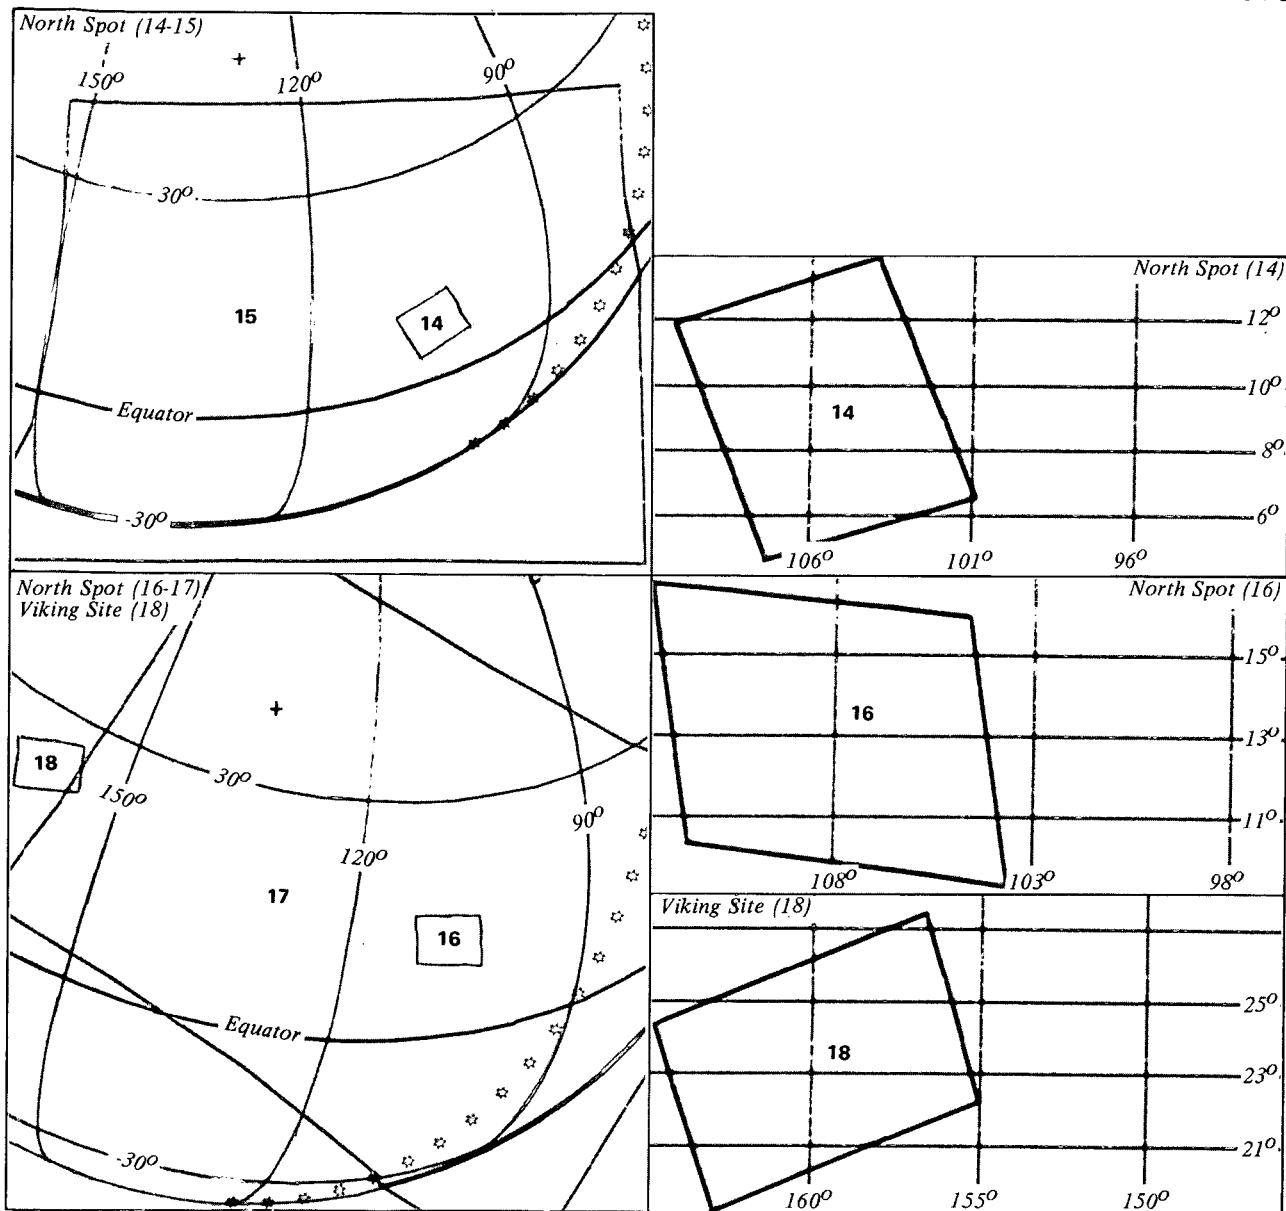 North Spot (14-15)
150° 120° 90°
30°
15
14
Equator
-30°
North Spot (14)
12°
10°
14
8°
6°
106° 101° 96°
North Spot (16-17)
Viking Site (18)
18
30°
150°
90°
120°
17
16
Equator
-30°
North Spot (16)
15°
16
13°
11°
108° 103° 98°
Viking Site (18)
25°
18
23°
21°
160° 155° 150°